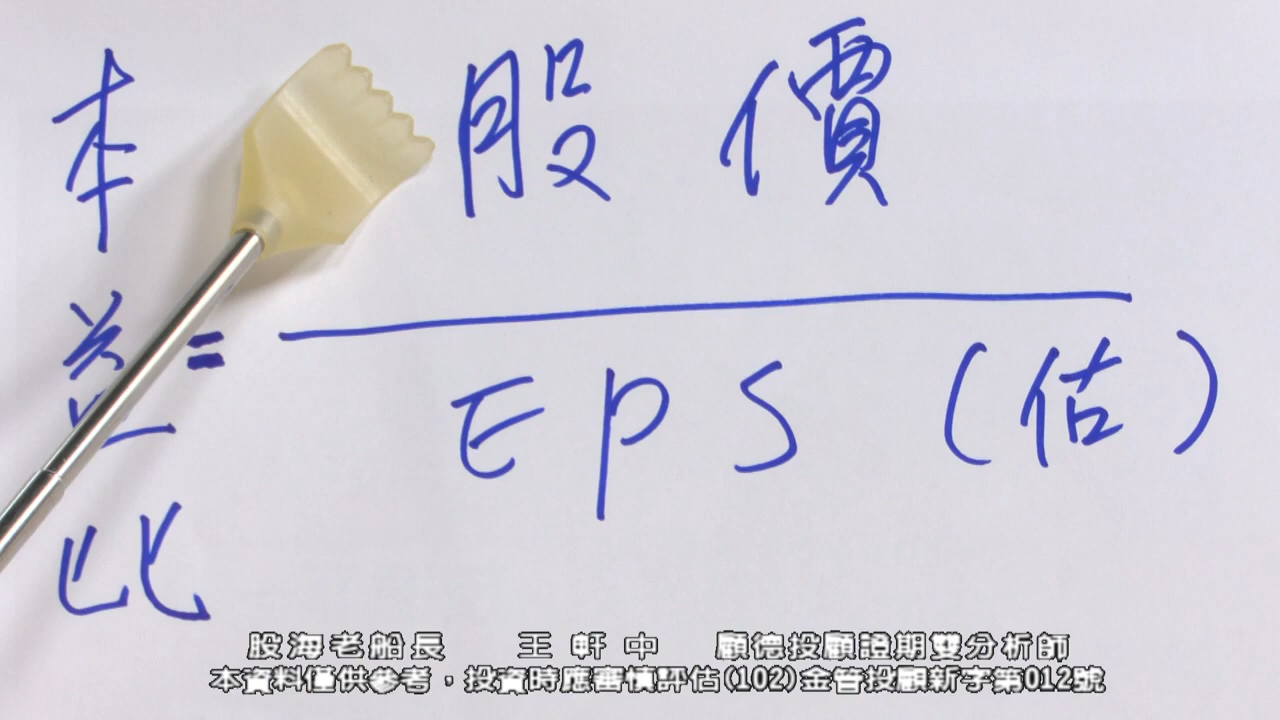 本益比 = 股價
EPS (估)
股海老船長 王軒中 顧德投顧證期雙分析師
本資料僅供參考，投資時應審慎評估(102)金管投顧新字第012號